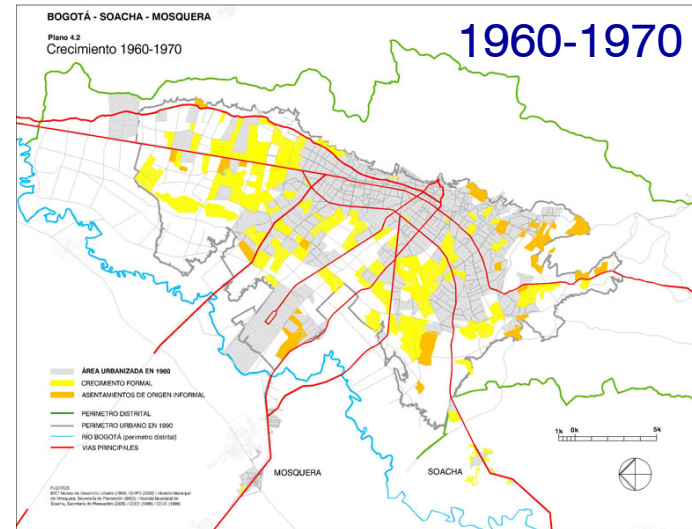 BOGOTÁ - SOACHA - MOSQUERA
1960-1970
Plano 4.2
Crecimiento 1960-1970
ÁREA URBANIZADA EN 1960
CRECIMIENTO FORMAL
ASENTAMIENTOS DE ORIGEN INFORMAL
PERIMETRO DISTRITAL
PERIMETRO URBANO EN 1990
RÍO BOGOTÁ (perimetro distrital)
VIAS PRINCIPALES
1k 0k 5k
MOSQUERA
SOACHA
FUENTES: